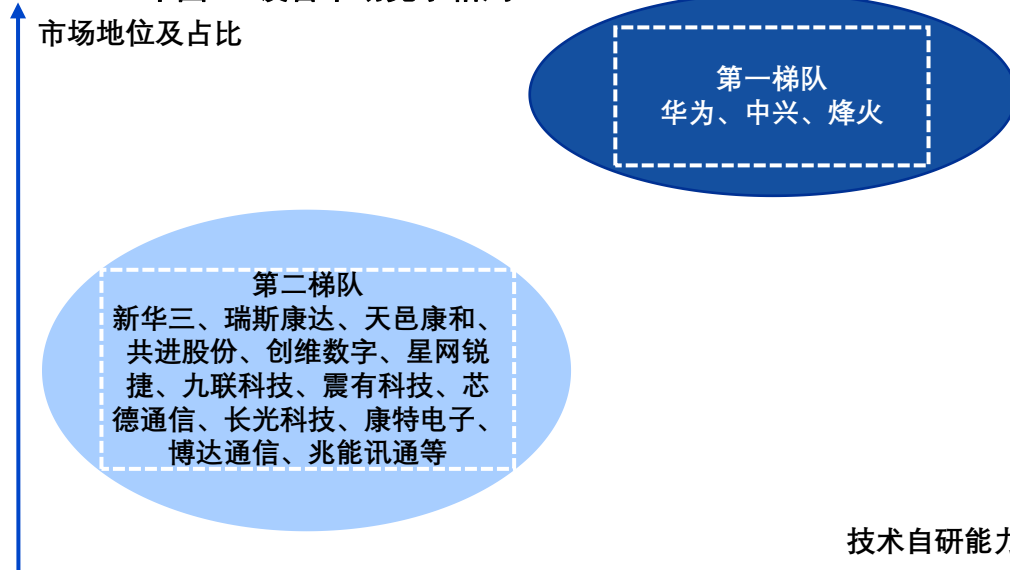 市场地位及占比
第一梯队
华为、中兴、烽火
第二梯队
新华三、瑞斯康达、天邑康和、
共进股份、创维数字、星网锐
捷、九联科技、震有科技、芯
德通信、长光科技、康特电子、
博达通信、兆能讯通等
技术自研能力